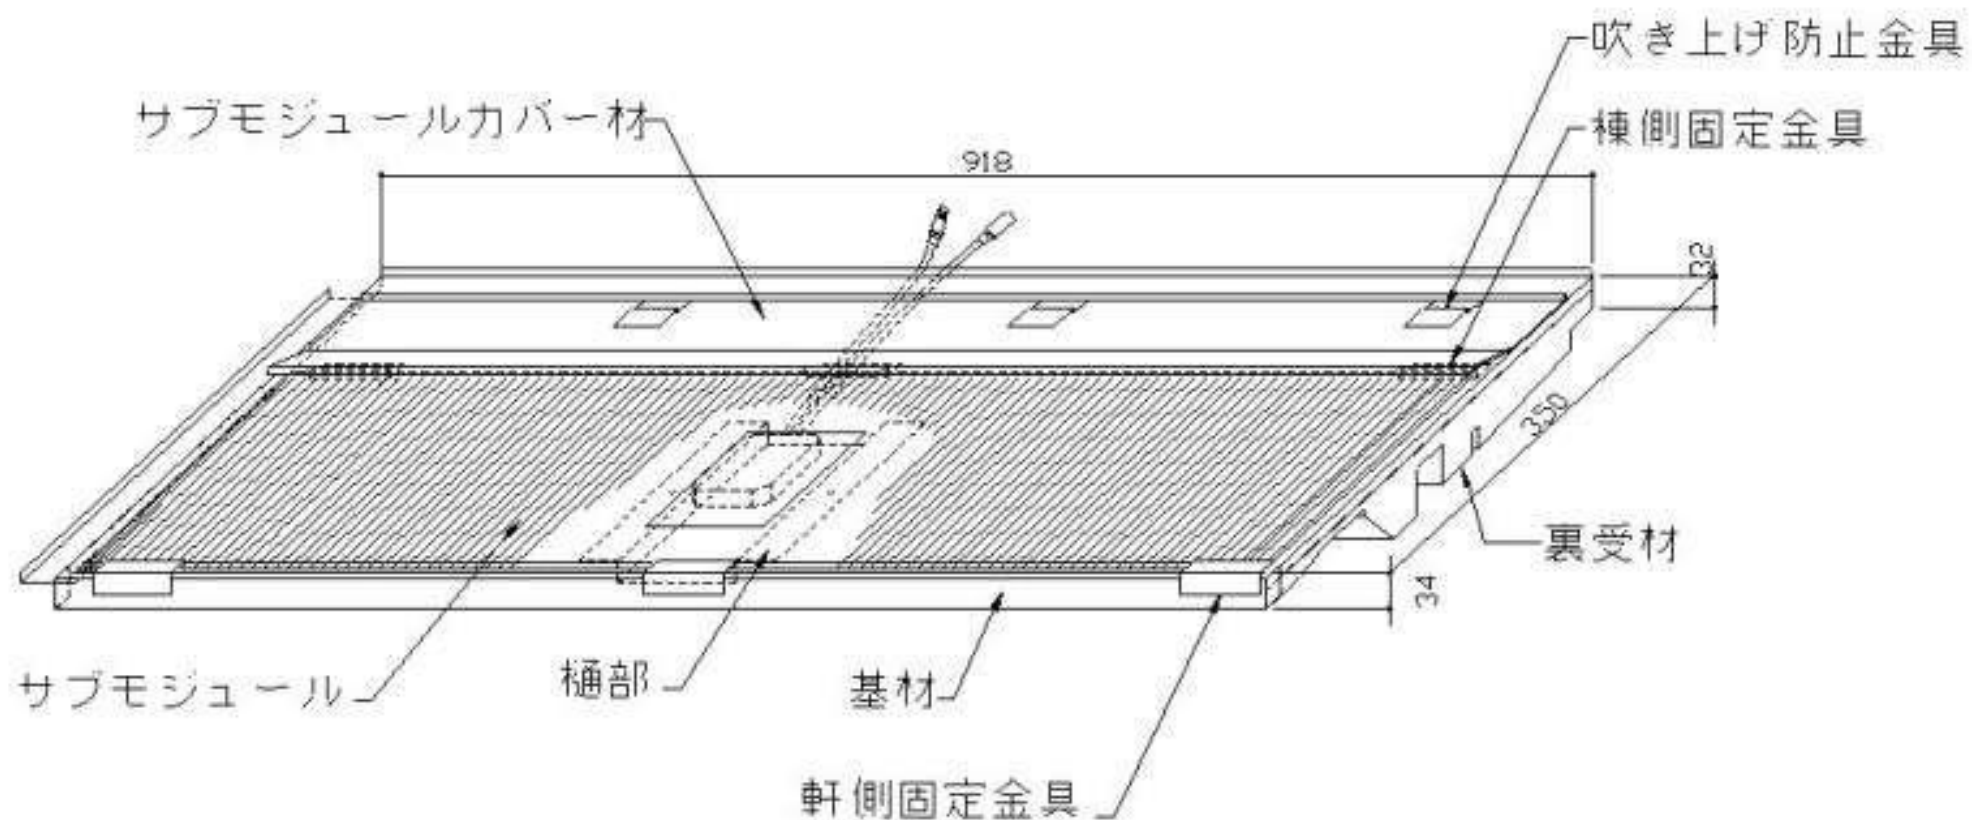 吹き上げ防止金具
サブモジュールカバー材
棟側固定金具
918
32
350
裏受材
34
サブモジュール
樋部
基材
軒側固定金具